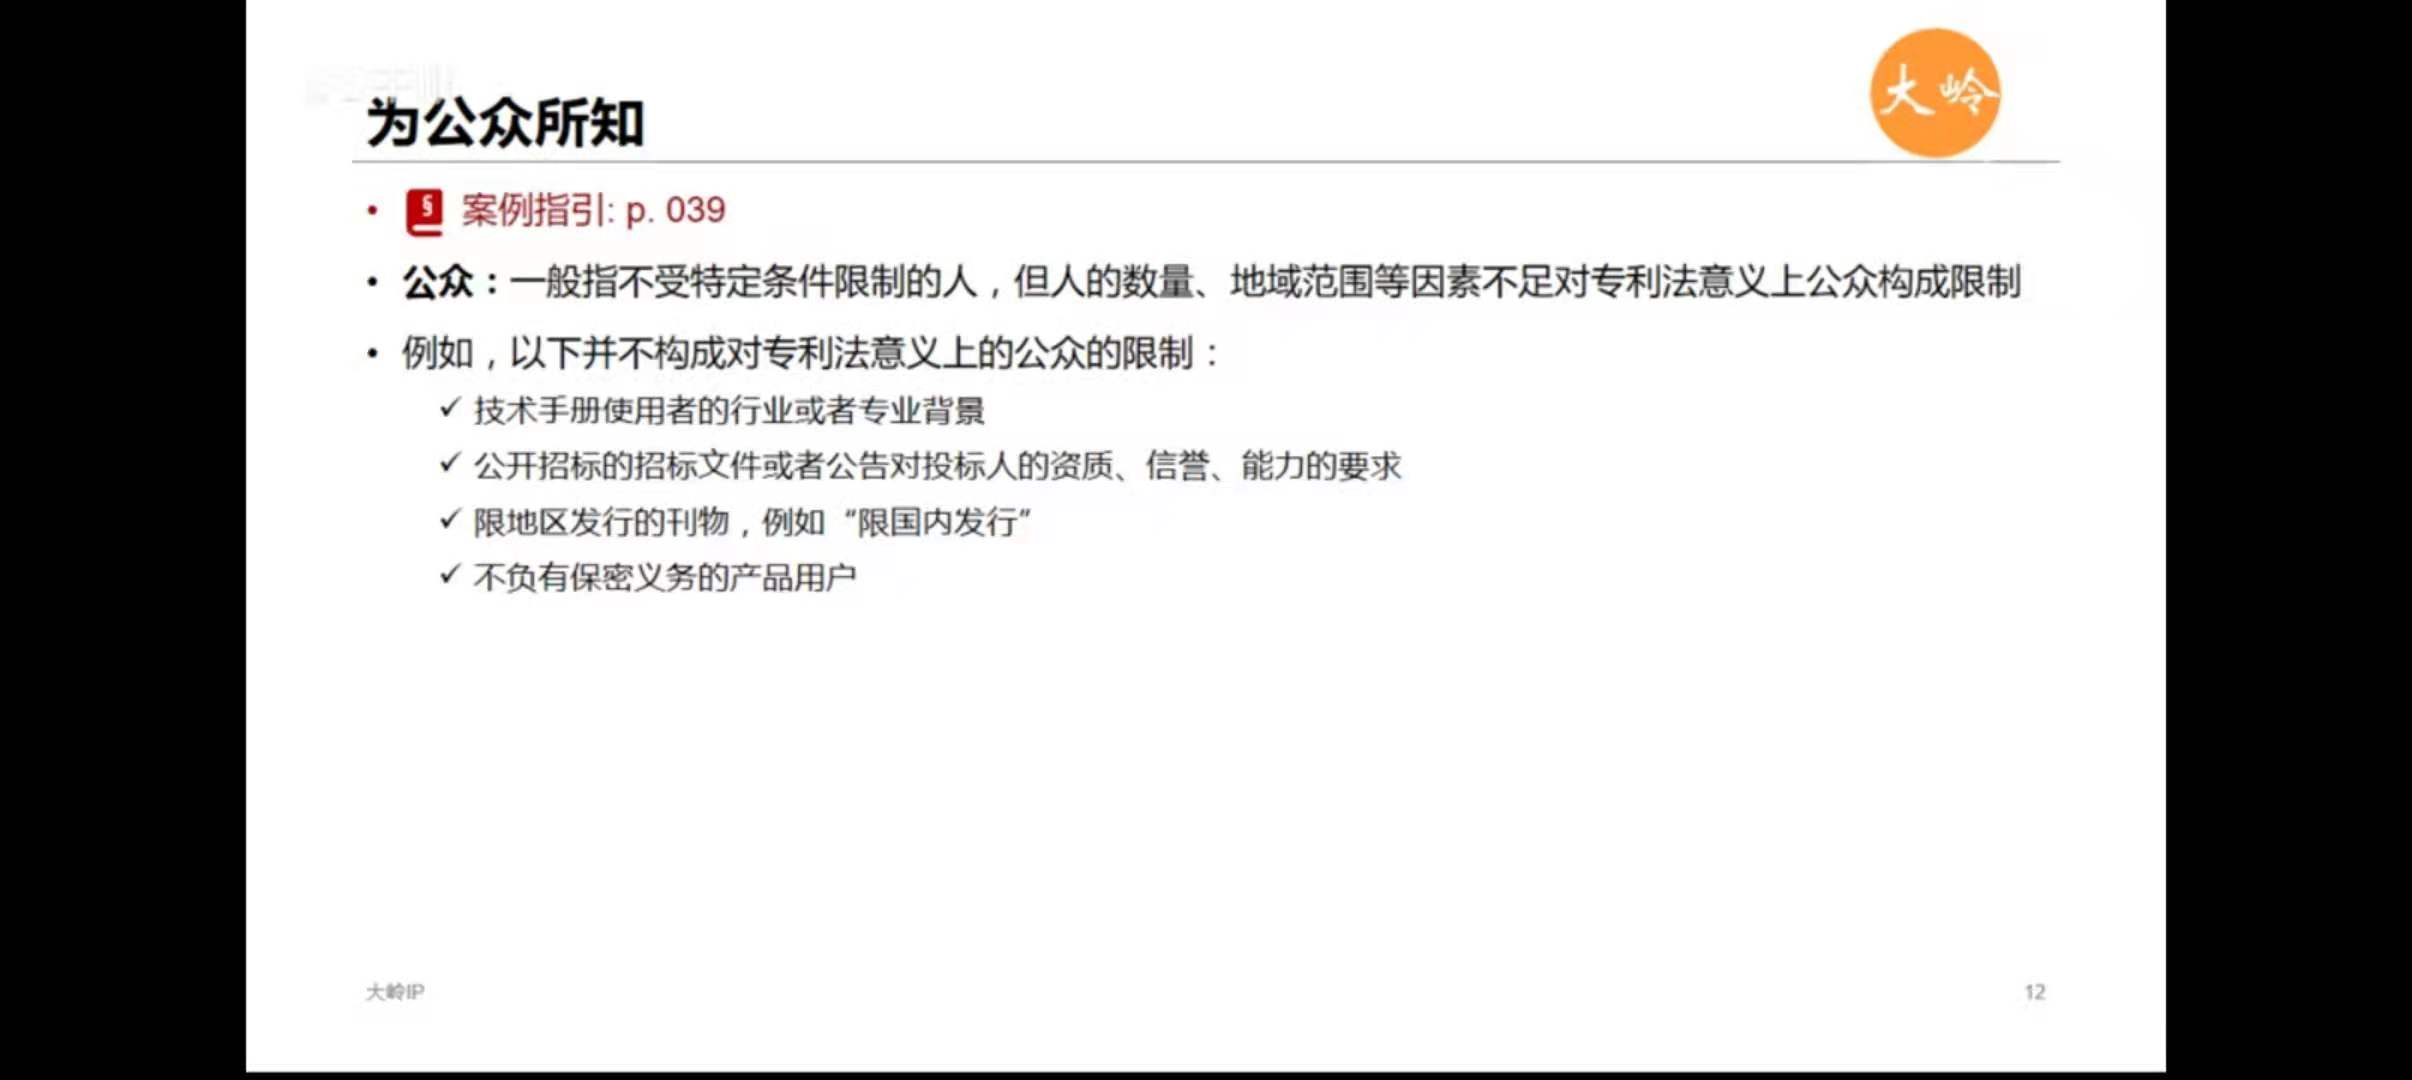 大岭
为公众所知
• § 案例指引: p. 039
• 公众：一般指不受特定条件限制的人，但人的数量、地域范围等因素不足对专利法意义上公众构成限制
• 例如，以下并不构成对专利法意义上的公众的限制：
✓ 技术手册使用者的行业或者专业背景
✓ 公开招标的招标文件或者公告对投标人的资质、信誉、能力的要求
✓ 限地区发行的刊物，例如“限国内发行”
✓ 不负有保密义务的产品用户
大岭IP
12